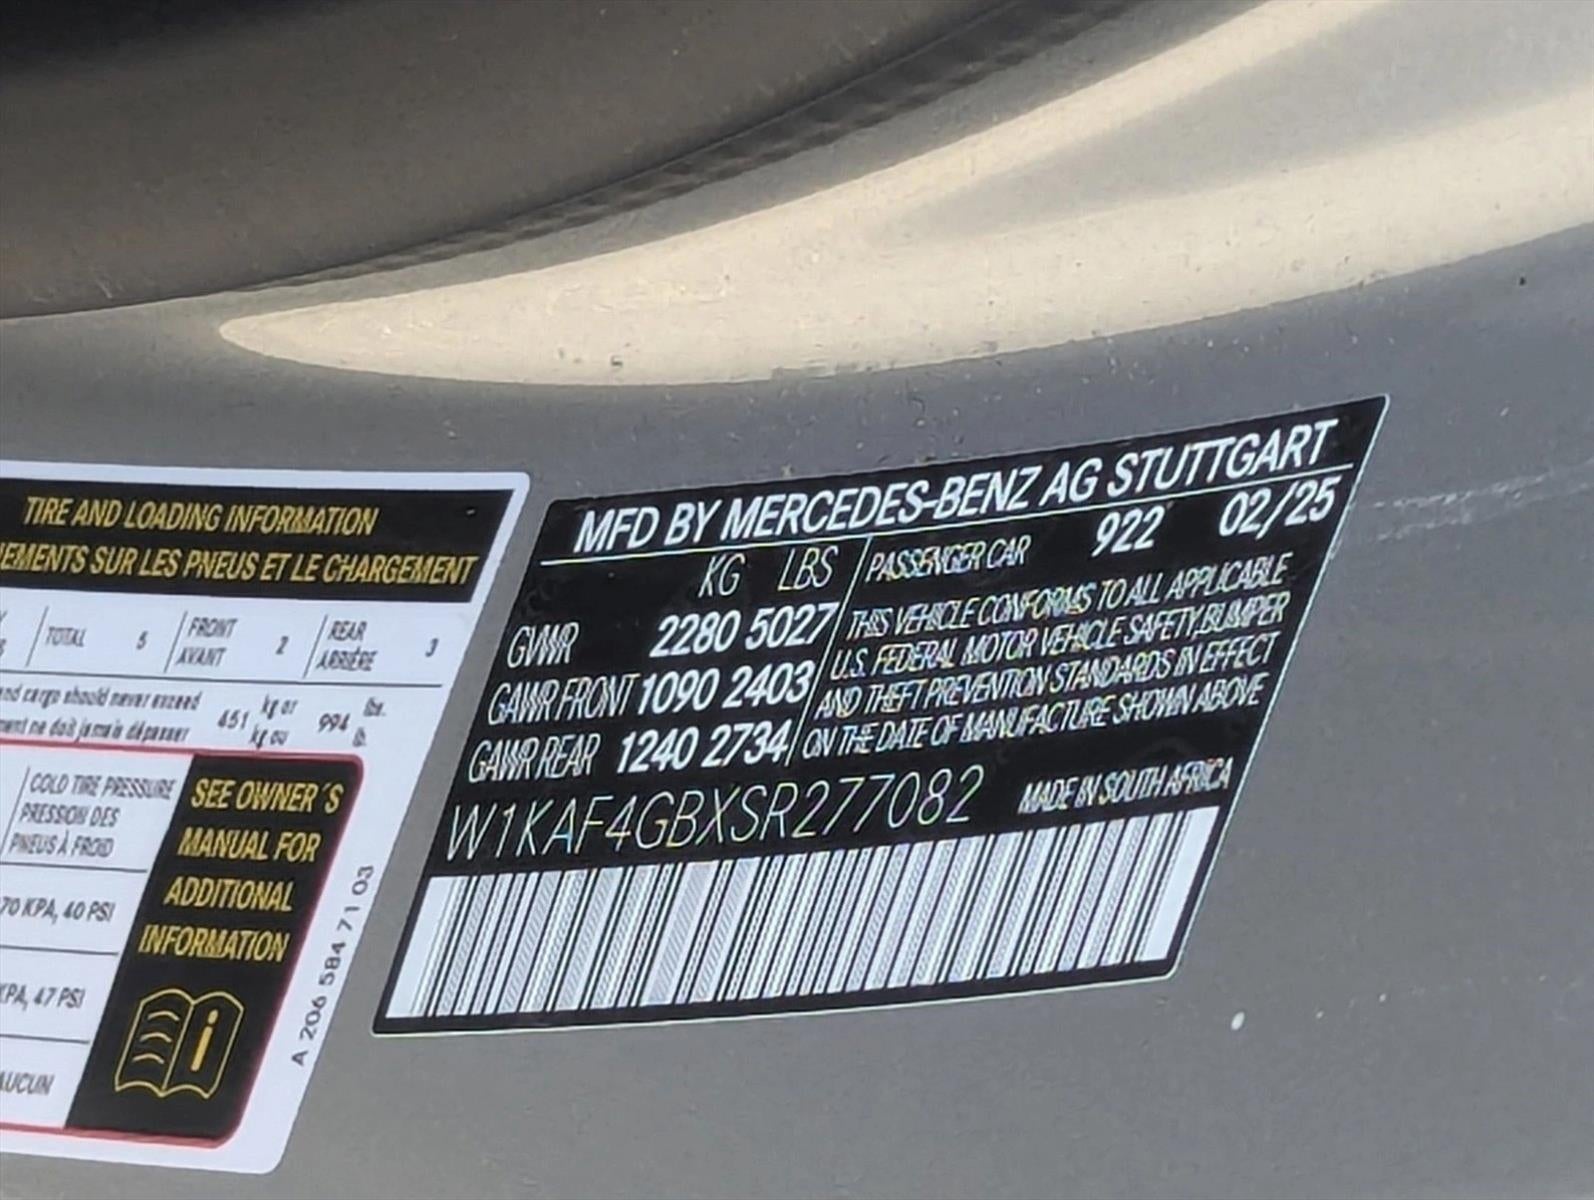 TIRE AND LOADING INFORMATION
EMENTS SUR LES PNEUS ET LE CHARGEMENT
TOTAL 5 FRONT AVANT 2 REAR ARRIÈRE 3
nd cargo should never exceed
ment ne doit jamais dépasser
451 kg or kg ou 994 lbs. lb.
COLD TIRE PRESSURE
PRESSION DES
PNEUS À FROID
70 KPA, 40 PSI
KPA, 47 PSI
AUCUN
SEE OWNER´S
MANUAL FOR
ADDITIONAL
INFORMATION
i
A 206 584 71 03
MFD BY MERCEDES-BENZ AG STUTTGART
KG LBS
GVWR 2280 5027
GAWR FRONT 1090 2403
GAWR REAR 1240 2734
PASSENGER CAR 922 02/25
THIS VEHICLE CONFORMS TO ALL APPLICABLE
U.S. FEDERAL MOTOR VEHICLE SAFETY,BUMPER
AND THEFT PREVENTION STANDARDS IN EFFECT
ON THE DATE OF MANUFACTURE SHOWN ABOVE
W1KAF4GBXSR277082 MADE IN SOUTH AFRICA